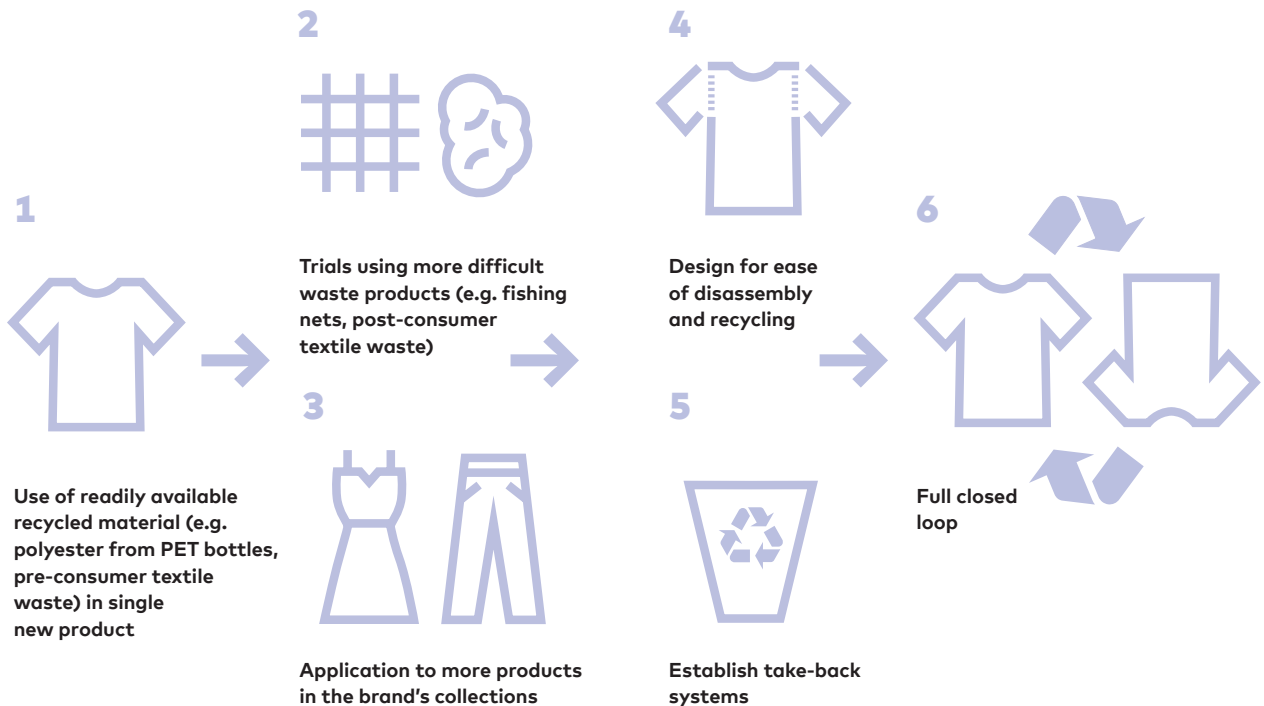 1
Use of readily available
recycled material (e.g.
polyester from PET bottles,
pre-consumer textile
waste) in single
new product
2
Trials using more difficult
waste products (e.g. fishing
nets, post-consumer
textile waste)
3
Application to more products
in the brand’s collections
4
Design for ease
of disassembly
and recycling
5
Establish take-back
systems
6
Full closed
loop